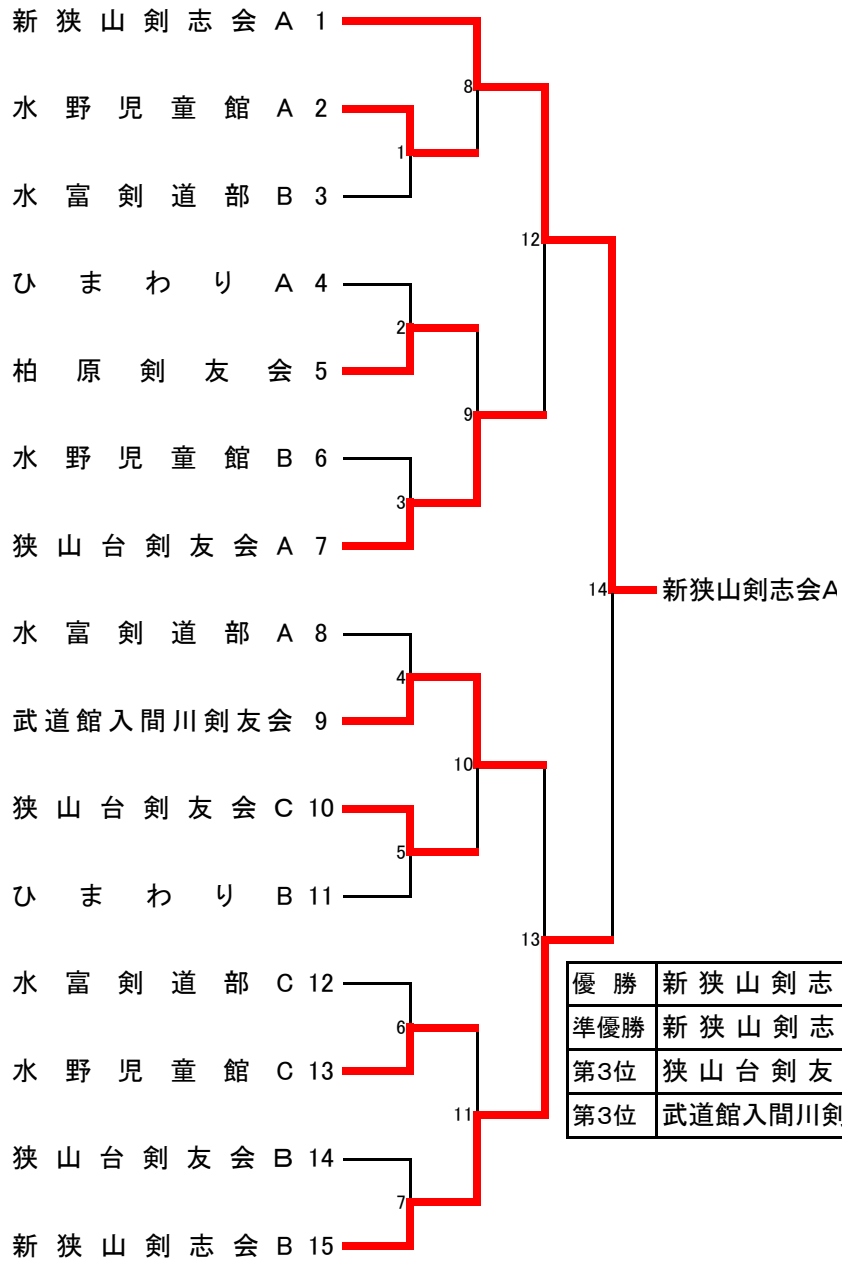 新狭山剣志会A 1
8
水野児童館A 2
1
水富剣道部B 3
12
ひまわりA 4
2
柏原剣友会 5
9
水野児童館B 6
3
狭山台剣友会A 7
14 新狭山剣志会A
水富剣道部A 8
4
武道館入間川剣友会 9
10
狭山台剣友会C 10
5
ひまわりB 11
13
水富剣道部C 12
6
水野児童館C 13
11
狭山台剣友会B 14
7
新狭山剣志会B 15
優勝 新狭山剣志
準優勝 新狭山剣志
第3位 狭山台剣友
第3位 武道館入間川剣